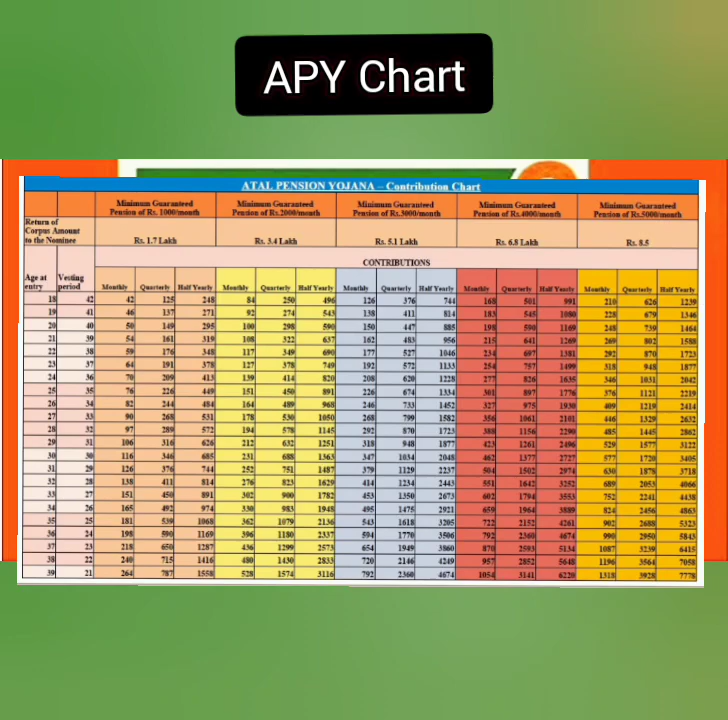 APY Chart
ATAL PENSION YOJANA – Contribution Chart
Minimum Guaranteed Pension of Rs. 1000/month Minimum Guaranteed Pension of Rs.2000/month Minimum Guaranteed Pension of Rs.3000/month Minimum Guaranteed Pension of Rs.4000/month Minimum Guaranteed Pension of Rs.5000/month
Return of Corpus Amount to the Nominee Rs. 1.7 Lakh Rs. 3.4 Lakh Rs. 5.1 Lakh Rs. 6.8 Lakh Rs. 8.5
CONTRIBUTIONS
Age at entry Vesting period Monthly Quarterly Half Yearly Monthly Quarterly Half Yearly Monthly Quarterly Half Yearly Monthly Quarterly Half Yearly Monthly Quarterly Half Yearly
18 42 42 125 248 84 250 496 126 376 744 168 501 991 210 626 1239
19 41 46 137 271 92 274 543 138 411 814 183 545 1080 228 679 1346
20 40 50 149 295 100 298 590 150 447 885 198 590 1169 248 739 1464
21 39 54 161 319 108 322 637 162 483 956 215 641 1269 269 802 1588
22 38 59 176 348 117 349 690 177 527 1046 234 697 1381 292 870 1723
23 37 64 191 378 127 378 749 192 572 1133 254 757 1499 318 948 1877
24 36 70 209 413 139 414 820 208 620 1228 277 826 1635 346 1031 2042
25 35 76 226 449 151 450 891 226 674 1334 301 897 1776 376 1121 2219
26 34 82 244 484 164 489 968 246 733 1452 327 975 1930 409 1219 2414
27 33 90 268 531 178 530 1050 268 799 1582 356 1061 2101 446 1329 2632
28 32 97 289 572 194 578 1145 292 870 1723 388 1156 2290 485 1445 2862
29 31 106 316 626 212 632 1251 318 948 1877 423 1261 2496 529 1577 3122
30 30 116 346 685 231 688 1363 347 1034 2048 462 1377 2727 577 1720 3405
31 29 126 376 744 252 751 1487 379 1129 2237 504 1502 2974 630 1878 3718
32 28 138 411 814 276 823 1629 414 1234 2443 551 1642 3252 689 2053 4066
33 27 151 450 891 302 900 1782 453 1350 2673 602 1794 3553 752 2241 4438
34 26 165 492 974 330 983 1948 495 1475 2921 659 1964 3889 824 2456 4863
35 25 181 539 1068 362 1079 2136 543 1618 3205 722 2152 4261 902 2688 5323
36 24 198 590 1169 396 1180 2337 594 1770 3506 792 2360 4674 990 2950 5843
37 23 218 650 1287 436 1299 2573 654 1949 3860 870 2593 5134 1087 3239 6415
38 22 240 715 1416 480 1430 2833 720 2146 4249 957 2852 5648 1196 3564 7058
39 21 264 787 1558 528 1574 3116 792 2360 4674 1054 3141 6220 1318 3928 7778